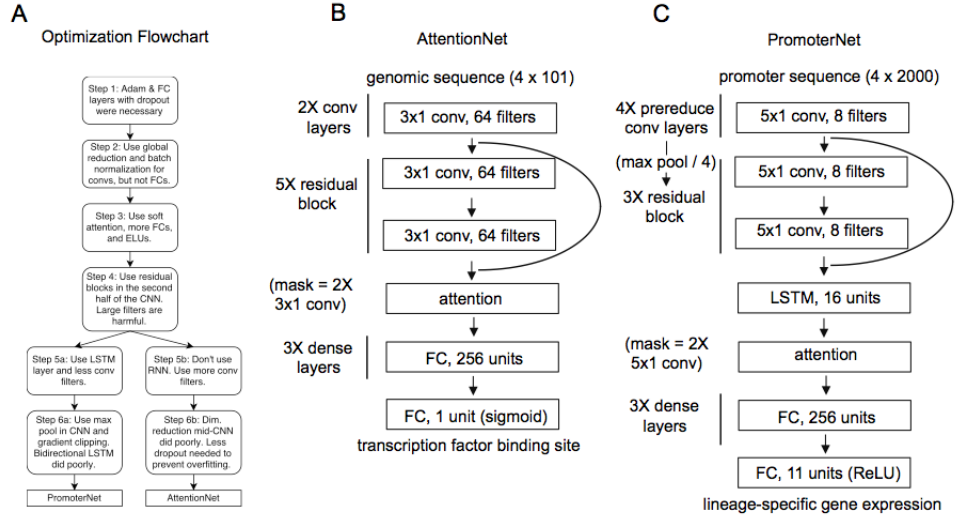 A
Optimization Flowchart
Step 1: Adam & FC
layers with dropout
were necessary
Step 2: Use global
reduction and batch
normalization for
convs, but not FCs.
Step 3: Use soft
attention, more FCs,
and ELUs.
Step 4: Use residual
blocks in the second
half of the CNN.
Large filters are
harmful.
Step 5a: Use LSTM
layer and less conv
filters.
Step 5b: Don't use
RNN. Use more conv
filters.
Step 6a: Use max
pool in CNN and
gradient clipping.
Bidirectional LSTM
did poorly.
Step 6b: Dim.
reduction mid-CNN
did poorly. Less
dropout needed to
prevent overfitting.
PromoterNet
AttentionNet
B
AttentionNet
genomic sequence (4 x 101)
2X conv
layers
3x1 conv, 64 filters
5X residual
block
3x1 conv, 64 filters
3x1 conv, 64 filters
(mask = 2X
3x1 conv)
attention
3X dense
layers
FC, 256 units
FC, 1 unit (sigmoid)
transcription factor binding site
C
PromoterNet
promoter sequence (4 x 2000)
4X prereduce
conv layers
5x1 conv, 8 filters
(max pool / 4)
3X residual
block
5x1 conv, 8 filters
5x1 conv, 8 filters
LSTM, 16 units
(mask = 2X
5x1 conv)
attention
3X dense
layers
FC, 256 units
FC, 11 units (ReLU)
lineage-specific gene expression